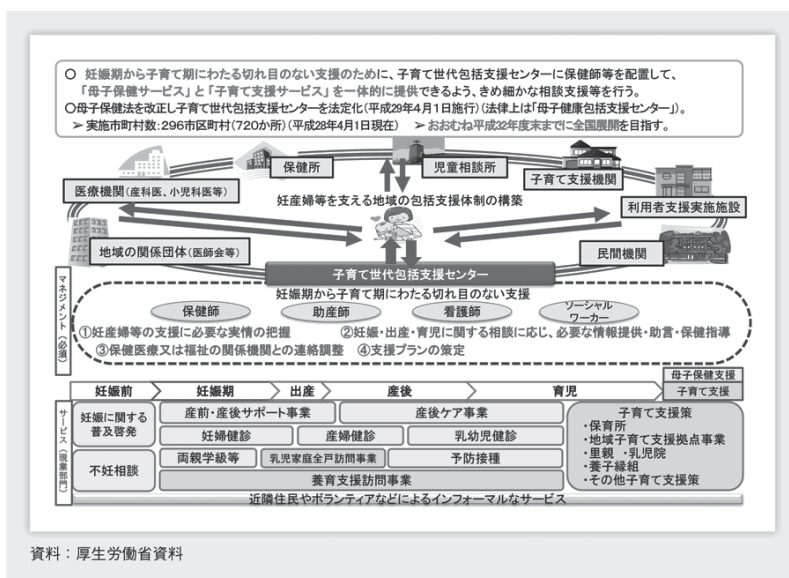 ○ 妊娠期から子育て期にわたる切れ目のない支援のために、子育て世代包括支援センターに保健師等を配置して、
「母子保健サービス」と「子育て支援サービス」を一体的に提供できるよう、きめ細かな相談支援等を行う。
○母子保健法を改正し子育て世代包括支援センターを法定化(平成29年4月1日施行)(法律上は「母子健康包括支援センター」)。
➢ 実施市町村数：296市区町村(720か所)(平成28年4月1日現在) ➢ おおむね平成32年度末までに全国展開を目指す。
保健所
児童相談所
子育て支援機関
医療機関(産科医、小児科医等)
妊産婦等を支える地域の包括支援体制の構築
利用者支援実施施設
地域の関係団体(医師会等)
民間機関
子育て世代包括支援センター
マネジメント(必須)
妊娠期から子育て期にわたる切れ目のない支援
保健師
助産師
看護師
ソーシャル
ワーカー
①妊産婦等の支援に必要な実情の把握 ②妊娠・出産・育児に関する相談に応じ、必要な情報提供・助言・保健指導
③保健医療又は福祉の関係機関との連絡調整 ④支援プランの策定
母子保健支援
子育て支援
妊娠前
妊娠期
出産
産後
育児
サービス(現業部門)
妊娠に関する
普及啓発
産前・産後サポート事業
産後ケア事業
妊婦健診
産婦健診
乳幼児健診
不妊相談
両親学級等
乳児家庭全戸訪問事業
予防接種
養育支援訪問事業
子育て支援策
・保育所
・地域子育て支援拠点事業
・里親 ・乳児院
・養子縁組
・その他子育て支援策
近隣住民やボランティアなどによるインフォーマルなサービス
資料：厚生労働省資料